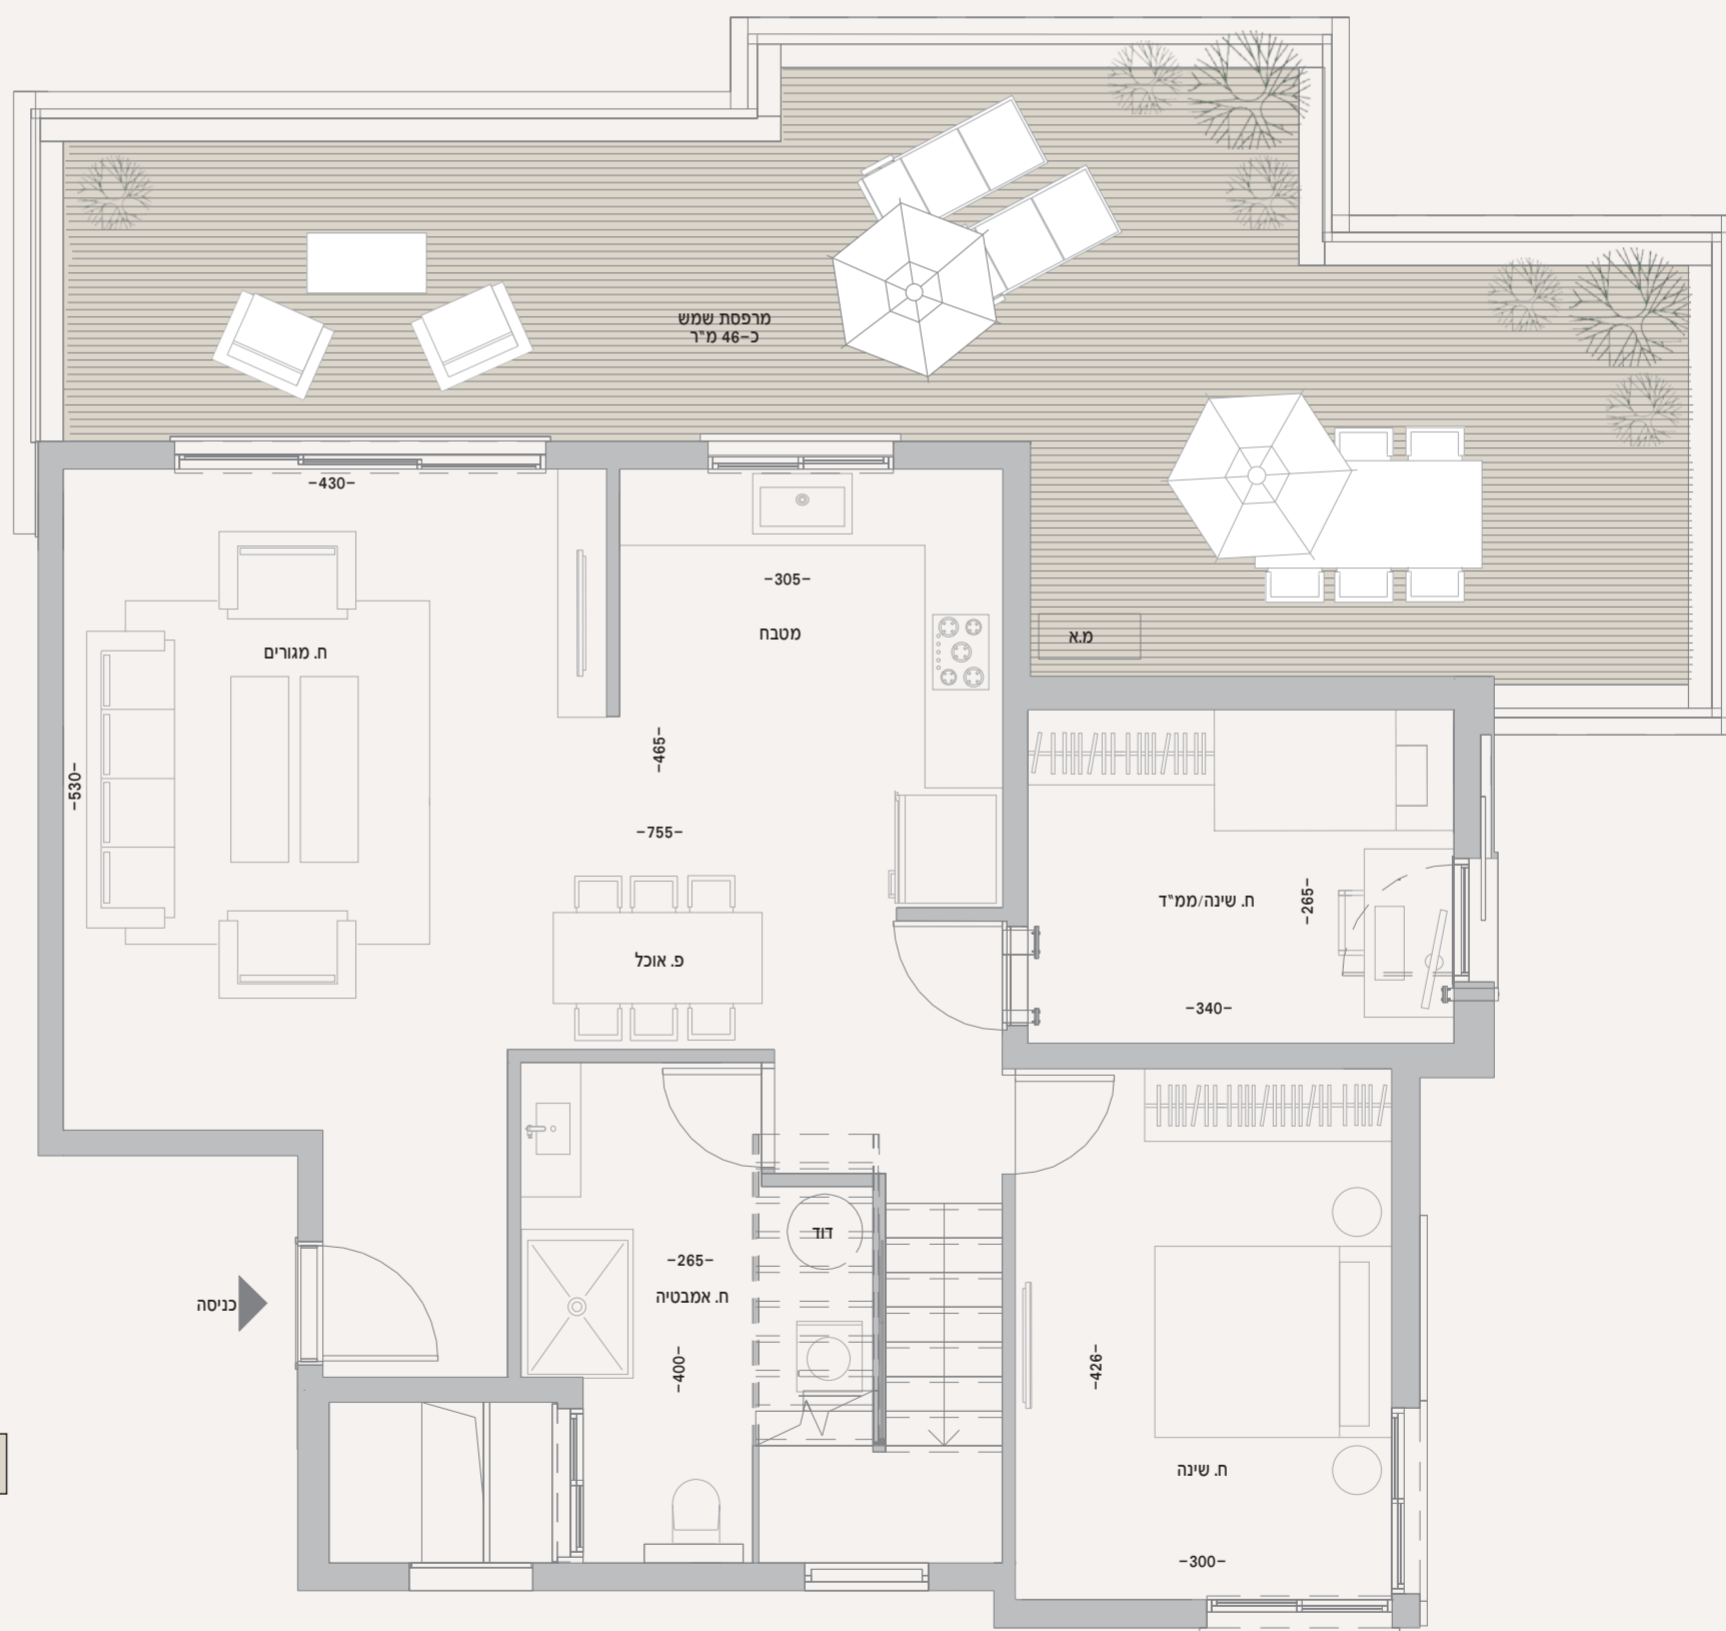 מרפסת שמש
כ-46 מ"ר
-430-
-305-
מטבח
מ.א
ח. מגורים
-465-
-530-
-755-
ח. שינה/ממ"ד
-265-
פ. אוכל
-340-
דוד
-265-
ח. אמבטיה
כניסה
-400-
-426-
ח. שינה
-300-